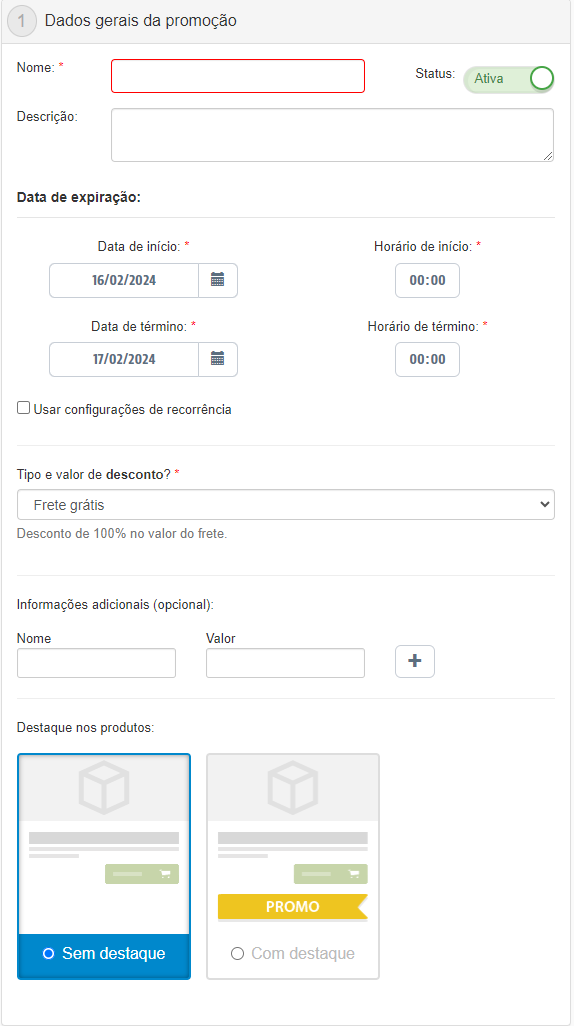 1 Dados gerais da promoção
Nome: * Status: Ativa
Descrição:
Data de expiração:
Data de início: * Horário de início: *
16/02/2024 00:00
Data de término: * Horário de término: *
17/02/2024 00:00
Usar configurações de recorrência
Tipo e valor de desconto? *
Frete grátis
Desconto de 100% no valor do frete.
Informações adicionais (opcional):
Nome Valor
+
Destaque nos produtos:
PROMO
Sem destaque Com destaque